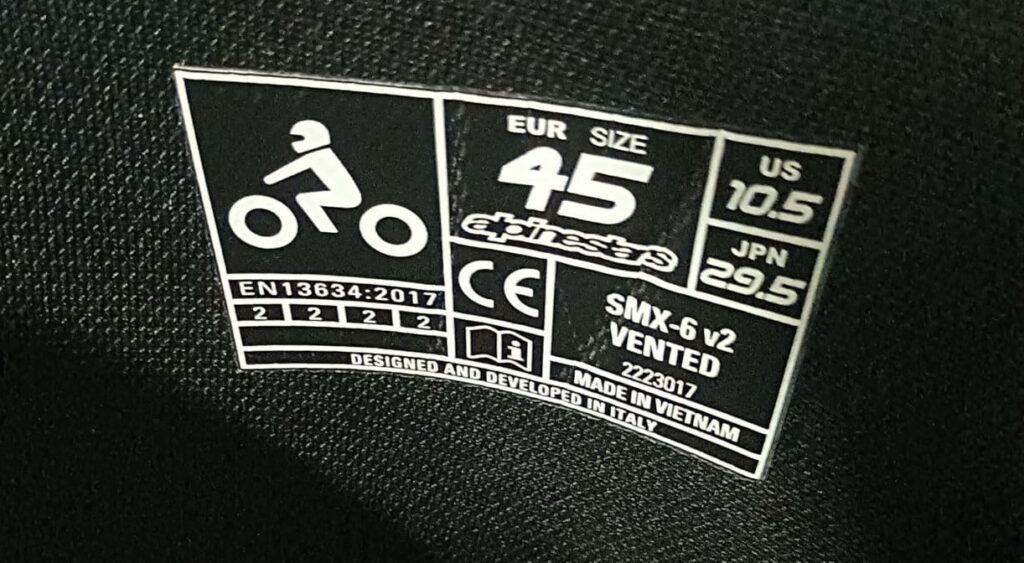 EUR SIZE
45
alpinestars
US
10.5
JPN
29.5
EN13634:2017
2 2 2 2
CE
i
SMX-6 v2
VENTED
2223017
MADE IN VIETNAM
DESIGNED AND DEVELOPED IN ITALY